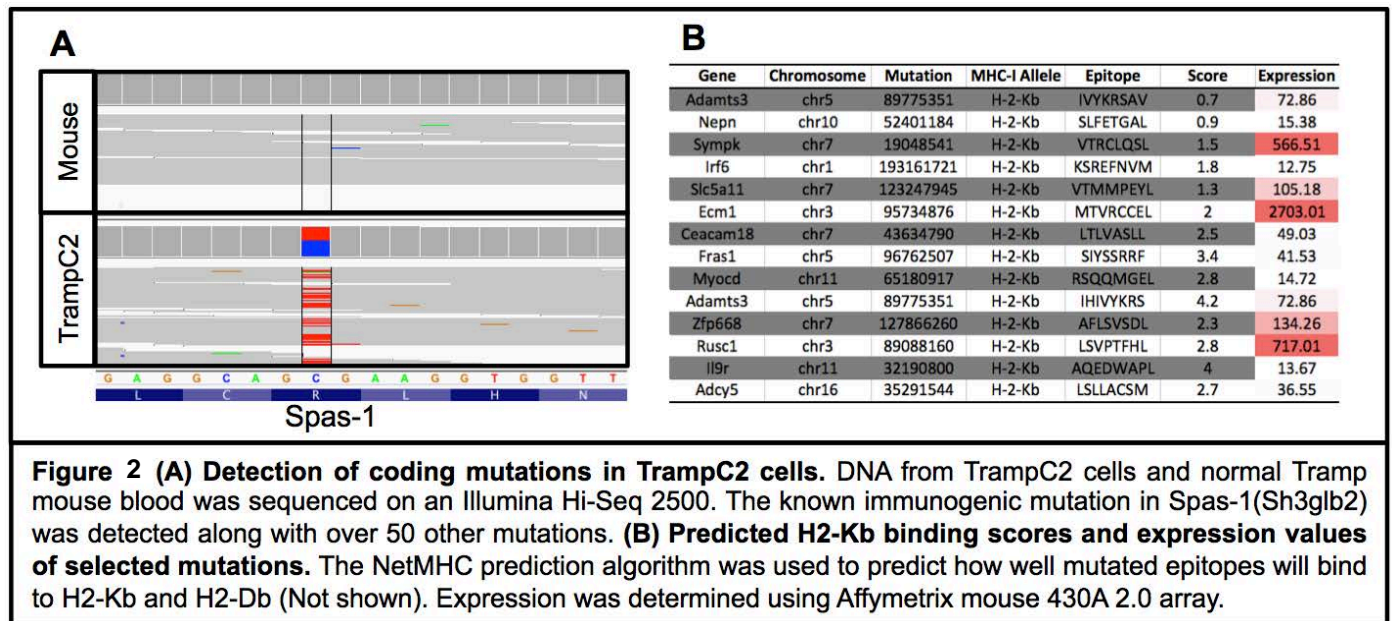 A
Mouse
TrampC2
G A G G C A G C G A A G G T G G T T
L C R L H N
Spas-1
B
Gene Chromosome Mutation MHC-I Allele Epitope Score Expression
Adamts3 chr5 89775351 H-2-Kb IVYKRSAV 0.7 72.86
Nepn chr10 52401184 H-2-Kb SLFETGAL 0.9 15.38
Sympk chr7 19048541 H-2-Kb VTRCLQSL 1.5 566.51
Irf6 chr1 193161721 H-2-Kb KSREFNVM 1.8 12.75
Slc5a11 chr7 123247945 H-2-Kb VTMMPEYL 1.3 105.18
Ecm1 chr3 95734876 H-2-Kb MTVRCCEL 2 2703.01
Ceacam18 chr7 43634790 H-2-Kb LTLVASLL 2.5 49.03
Fras1 chr5 96762507 H-2-Kb SIYSSRRF 3.4 41.53
Myocd chr11 65180917 H-2-Kb RSQQMGEL 2.8 14.72
Adamts3 chr5 89775351 H-2-Kb IHIVYKRS 4.2 72.86
Zfp668 chr7 127866260 H-2-Kb AFLSVSDL 2.3 134.26
Rusc1 chr3 89088160 H-2-Kb LSVPTFHL 2.8 717.01
Il9r chr11 32190800 H-2-Kb AQEDWAPL 4 13.67
Adcy5 chr16 35291544 H-2-Kb LSLLACSM 2.7 36.55
Figure 2 (A) Detection of coding mutations in TrampC2 cells. DNA from TrampC2 cells and normal Tramp
mouse blood was sequenced on an Illumina Hi-Seq 2500. The known immunogenic mutation in Spas-1(Sh3glb2)
was detected along with over 50 other mutations. (B) Predicted H2-Kb binding scores and expression values
of selected mutations. The NetMHC prediction algorithm was used to predict how well mutated epitopes will bind
to H2-Kb and H2-Db (Not shown). Expression was determined using Affymetrix mouse 430A 2.0 array.